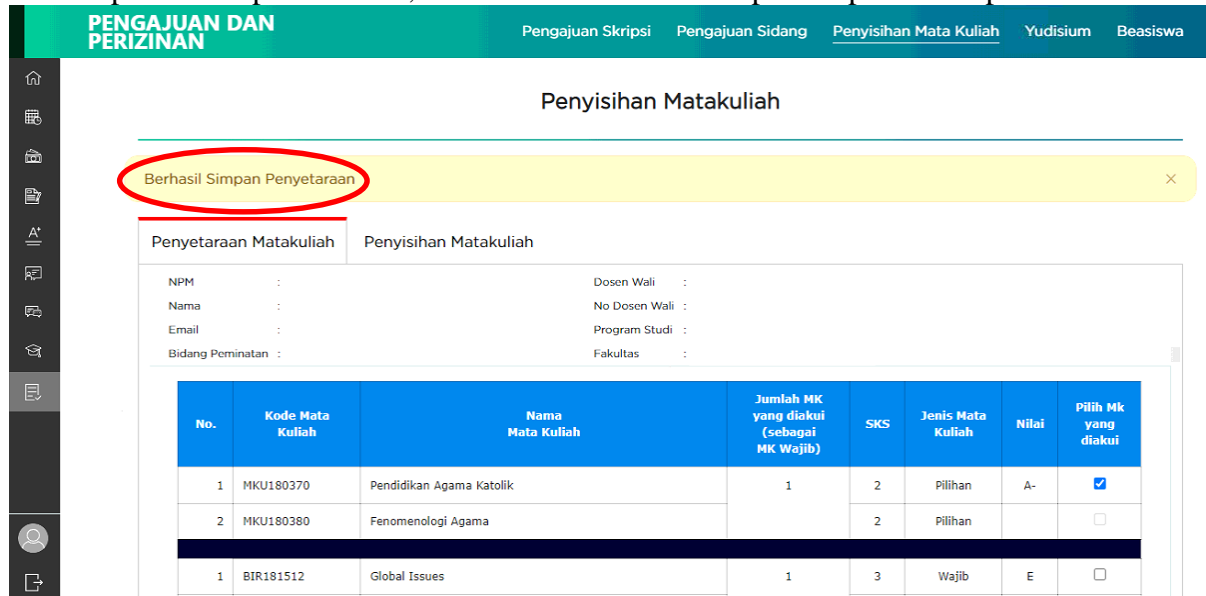 PENGAJUAN DAN
PERIZINAN
Pengajuan Skripsi Pengajuan Sidang Penyisihan Mata Kuliah Yudisium Beasiswa
Penyisihan Matakuliah
Berhasil Simpan Penyetaraan ×
Penyetaraan Matakuliah Penyisihan Matakuliah
NPM : Dosen Wali :
Nama : No Dosen Wali :
Email : Program Studi :
Bidang Peminatan : Fakultas :
No. Kode Mata Kuliah Nama Mata Kuliah Jumlah MK yang diakui (sebagai MK Wajib) SKS Jenis Mata Kuliah Nilai Pilih Mk yang diakui
1 MKU180370 Pendidikan Agama Katolik 1 2 Pilihan A-
2 MKU180380 Fenomenologi Agama 2 Pilihan
1 BIR181512 Global Issues 1 3 Wajib E